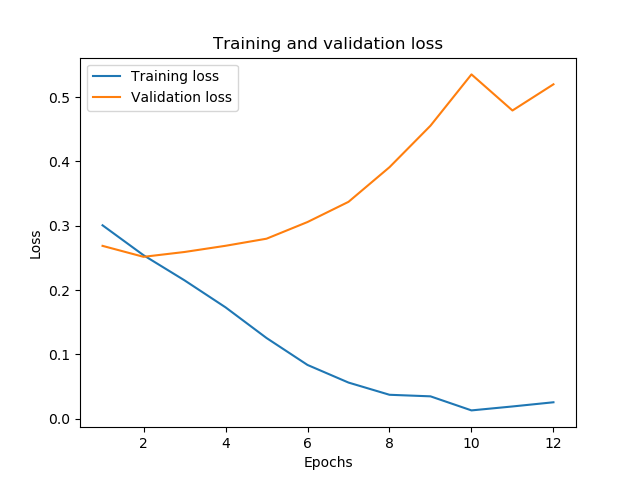 Training and validation loss
Training loss
Validation loss
0.5
0.4
0.3
0.2
0.1
0.0
Loss
2 4 6 8 10 12
Epochs